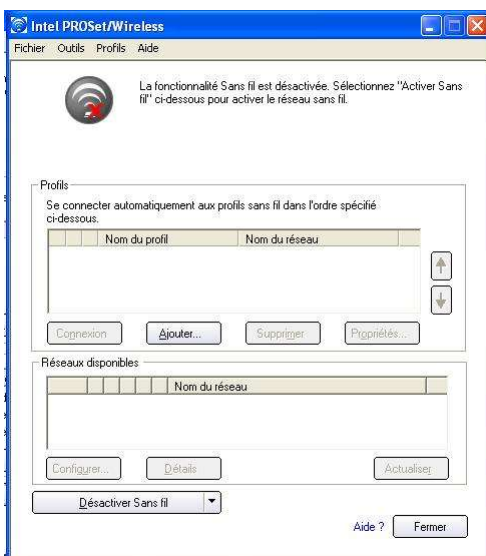 Intel PROSet/Wireless
Fichier Outils Profils Aide
La fonctionnalité Sans fil est désactivée. Sélectionnez "Activer Sans
fil" ci-dessous pour activer le réseau sans fil.
Profils
Se connecter automatiquement aux profils sans fil dans l'ordre spécifié
ci-dessous.
Nom du profil Nom du réseau
Connexion Ajouter... Supprimer Propriétés...
Réseaux disponibles
Nom du réseau
Configurer... Détails Actualiser
Désactiver Sans fil
Aide ? Fermer